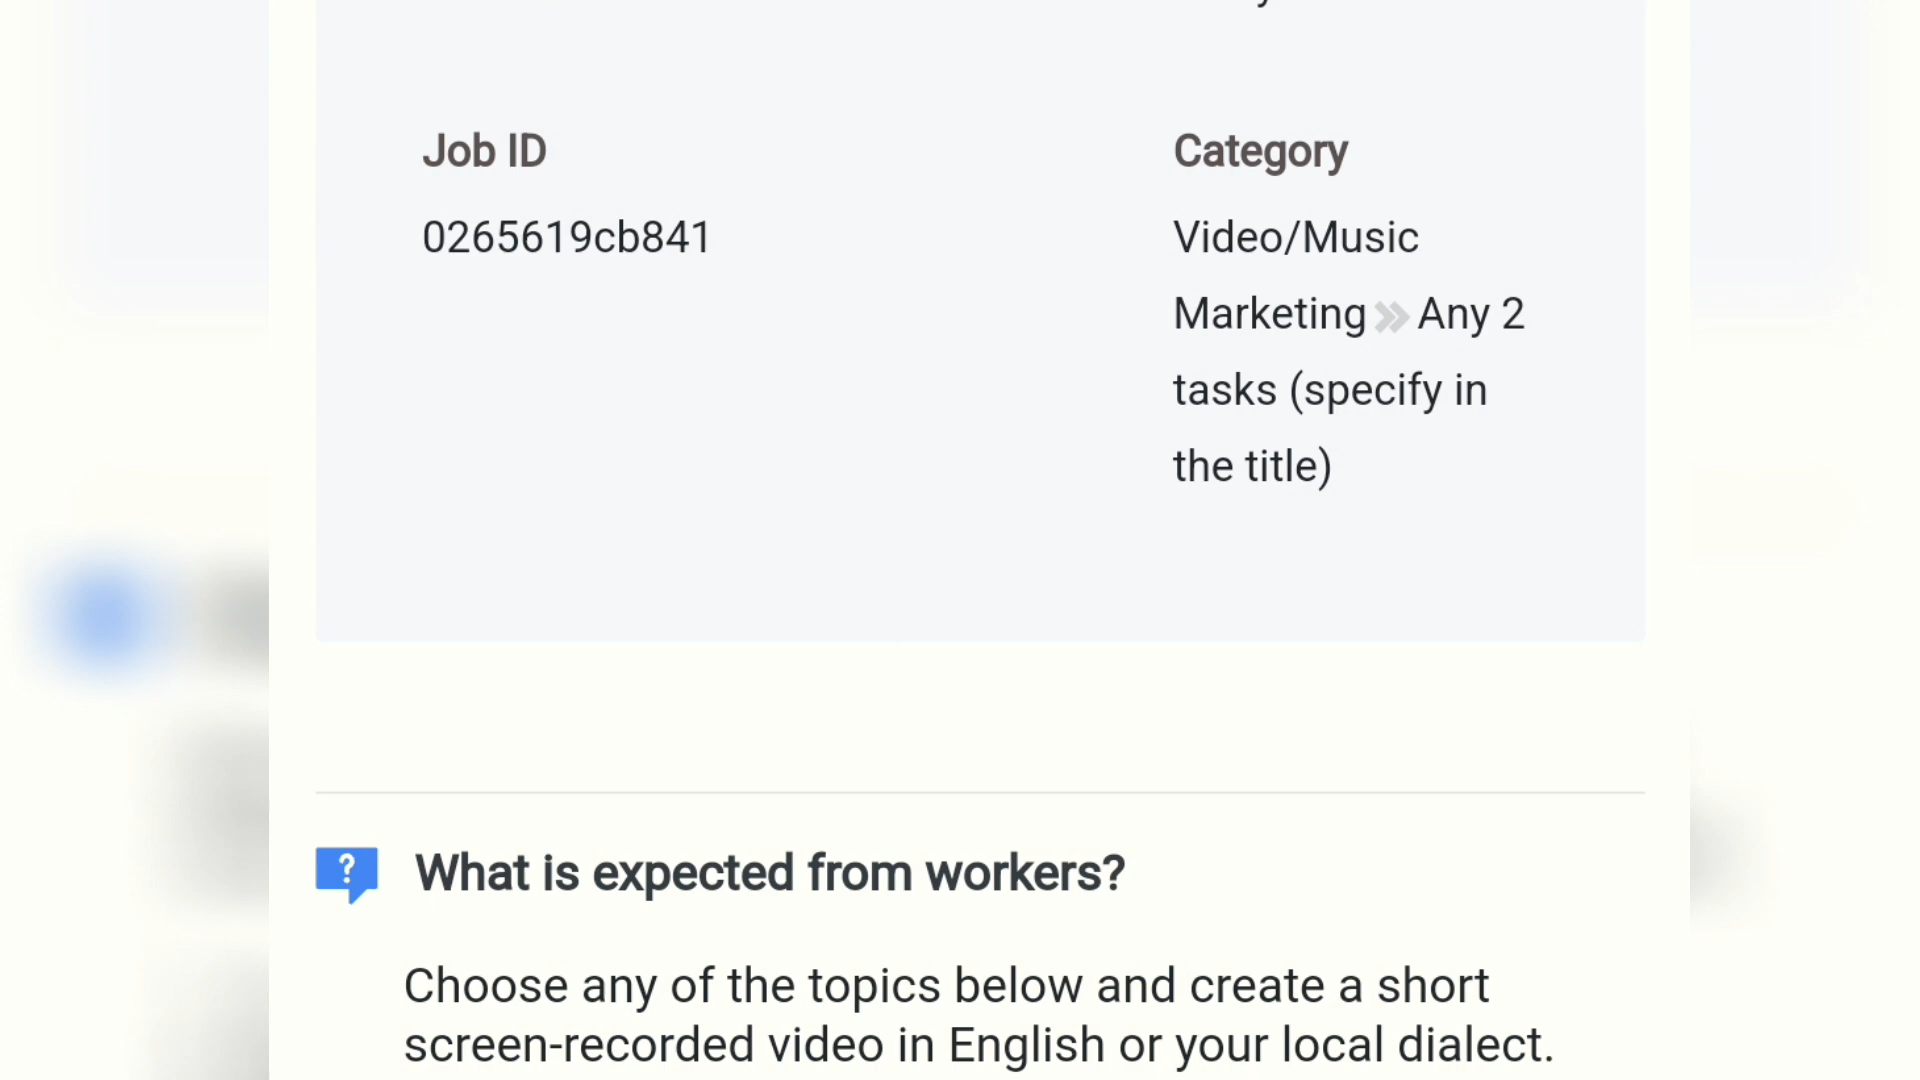 Job ID
0265619cb841
Category
Video/Music
Marketing » Any 2
tasks (specify in
the title)
What is expected from workers?
Choose any of the topics below and create a short
screen-recorded video in English or your local dialect.